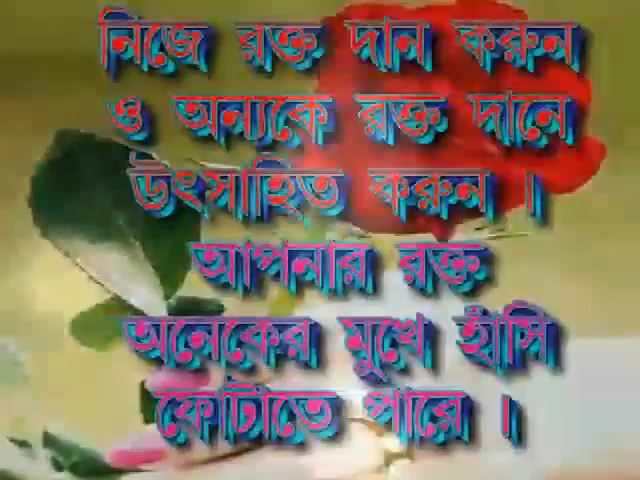 নিজে রক্ত দান করুন
ও অন্যকে রক্ত দানে
উৎসাহিত করুন ।
আপনার রক্ত
অনেকের মুখে হাঁসি
ফোটাতে পারে ।